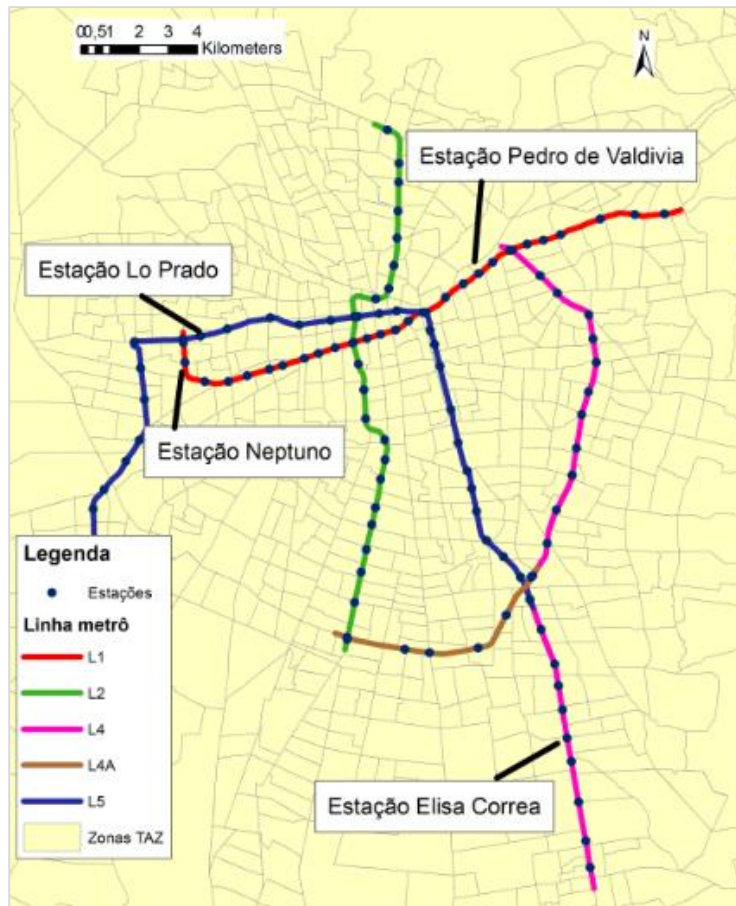 00,51 2 3 4
Kilometers
N
Estação Pedro de Valdivia
Estação Lo Prado
Estação Neptuno
Legenda
Estações
Linha metrô
L1
L2
L4
L4A
L5
Zonas TAZ
Estação Elisa Correa